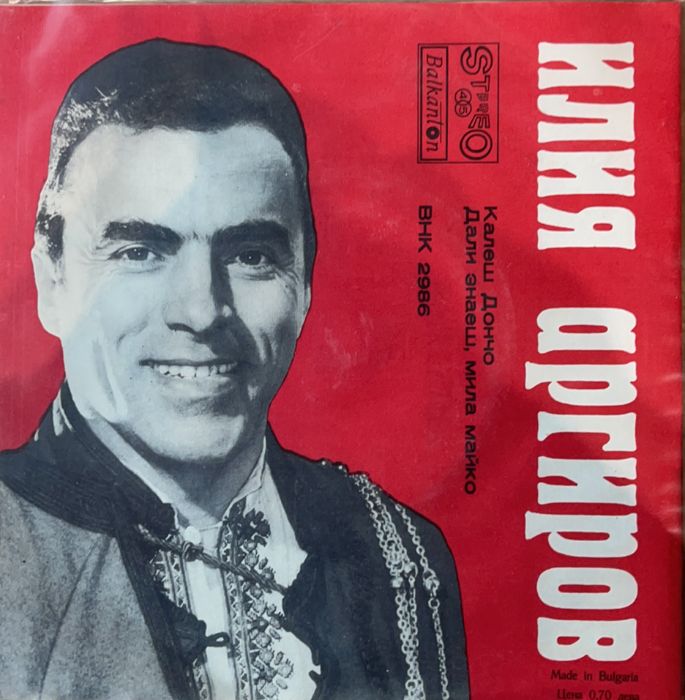 илия аргиров
STEREO
45
Balkanton
Калеш Дончо
Дали знаеш, мила майко
ВНК 2986
Made in Bulgaria
Цена 0,70 лева